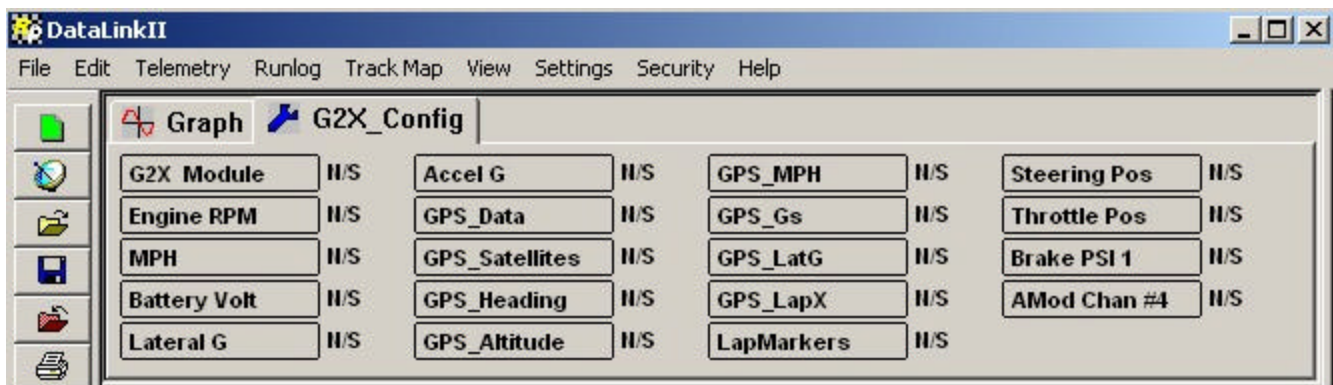 DataLinkII
File Edit Telemetry Runlog Track Map View Settings Security Help
Graph G2X_Config
G2X Module N/S Accel G N/S GPS_MPH N/S Steering Pos N/S
Engine RPM N/S GPS_Data N/S GPS_Gs N/S Throttle Pos N/S
MPH N/S GPS_Satellites N/S GPS_LatG N/S Brake PSI 1 N/S
Battery Volt N/S GPS_Heading N/S GPS_LapX N/S AMod Chan #4 N/S
Lateral G N/S GPS_Altitude N/S LapMarkers N/S